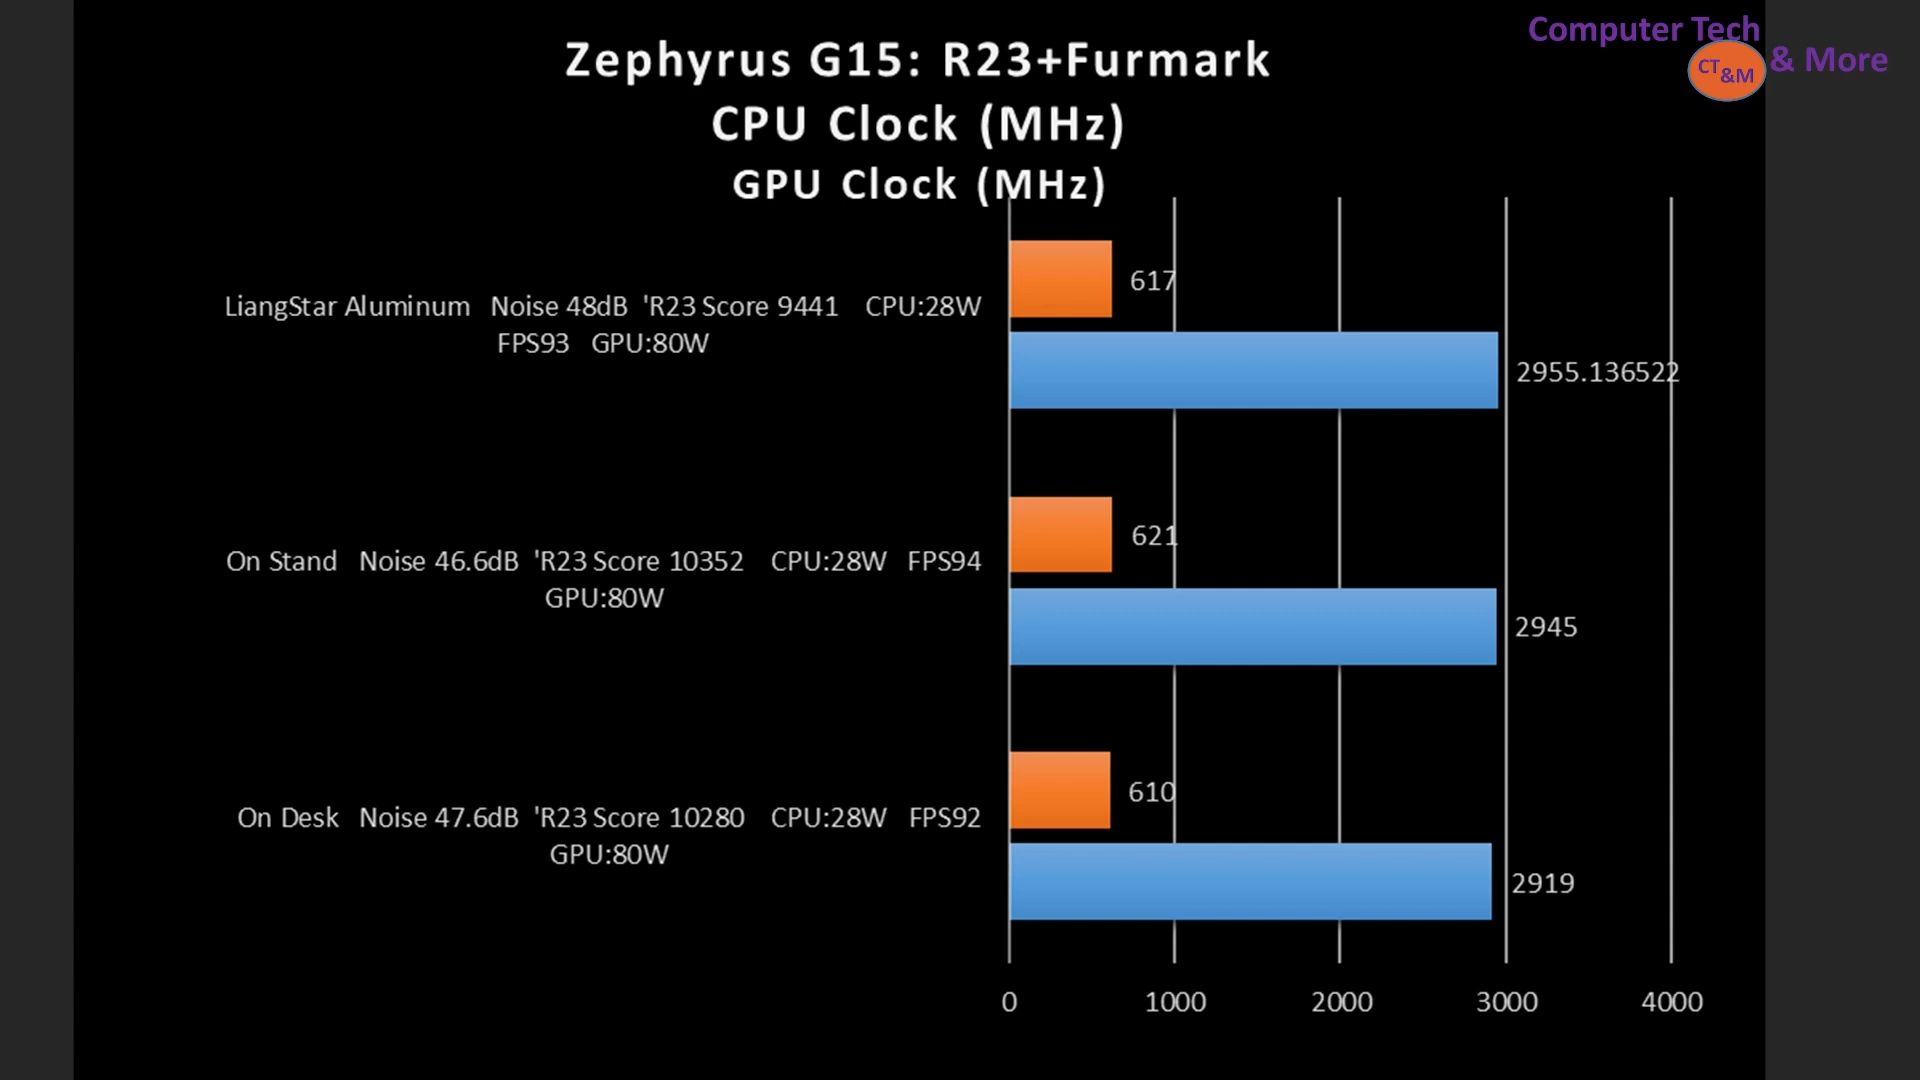 Computer Tech
& More
CT
&M
Zephyrus G15: R23+Furmark
CPU Clock (MHz)
GPU Clock (MHz)
LiangStar Aluminum   Noise 48dB  'R23 Score 9441    CPU:28W
FPS93   GPU:80W
617
2955.136522
On Stand   Noise 46.6dB  'R23 Score 10352    CPU:28W   FPS94
GPU:80W
621
2945
On Desk   Noise 47.6dB  'R23 Score 10280    CPU:28W   FPS92
GPU:80W
610
2919
0 1000 2000 3000 4000